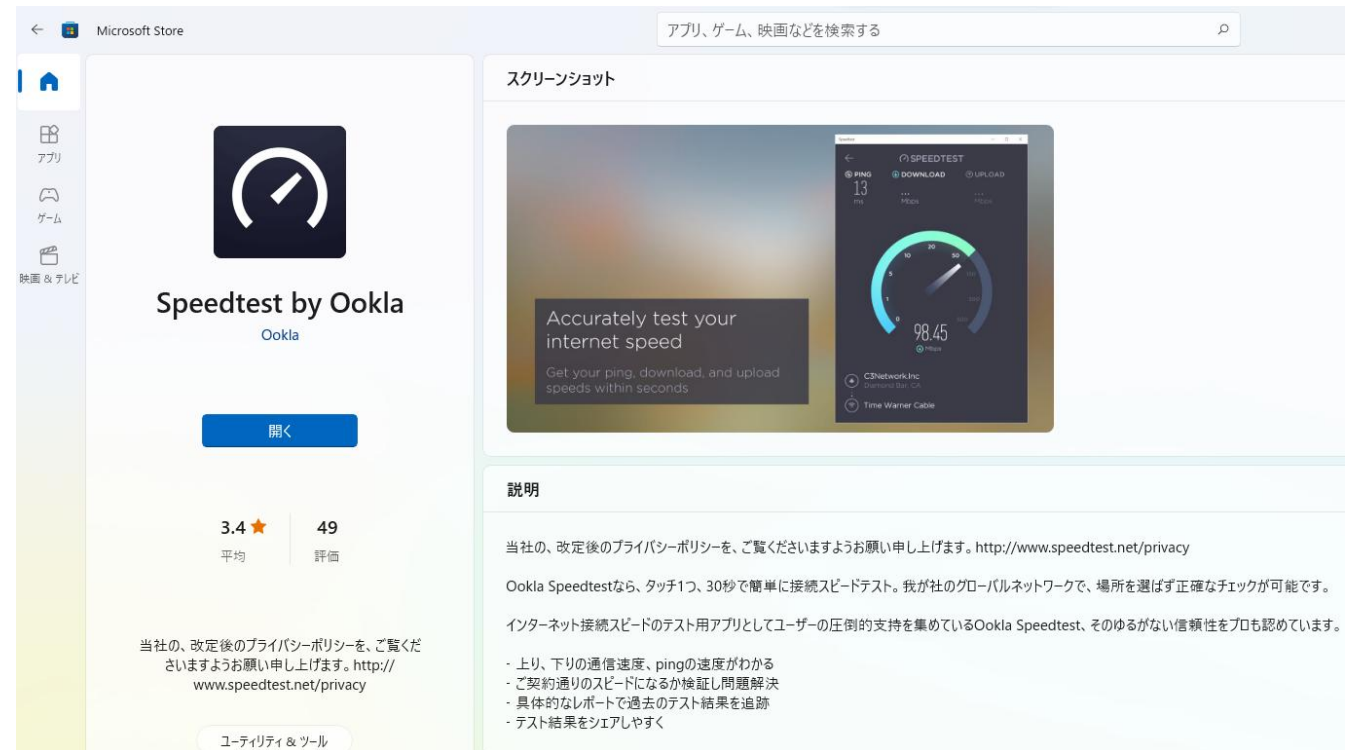 Microsoft Store
アプリ、ゲーム、映画などを検索する
アプリ
ゲーム
映画 & テレビ
Speedtest by Ookla
Ookla
開く
3.4
平均
49
評価
当社の、改定後のプライバシーポリシーを、ご覧くだ
さいますようお願い申し上げます。http://
www.speedtest.net/privacy
ユーティリティ & ツール
スクリーンショット
Accurately test your
internet speed
Get your ping, download, and upload
speeds within seconds
Speedtest
SPEEDTEST
PING
DOWNLOAD
UPLOAD
13
...
...
ms
Mbps
Mbps
0
1
5
10
20
50
98.45
Mbps
C3Network.Inc
Diamond Bar, CA
Time Warner Cable
説明
当社の、改定後のプライバシーポリシーを、ご覧くださいますようお願い申し上げます。http://www.speedtest.net/privacy
Ookla Speedtestなら、タッチ1つ、30秒で簡単に接続スピードテスト。我が社のグローバルネットワークで、場所を選ばず正確なチェックが可能です。
インターネット接続スピードのテスト用アプリとしてユーザーの圧倒的支持を集めているOokla Speedtest、そのゆるがない信頼性をプロも認めています。
- 上り、下りの通信速度、pingの速度がわかる
- ご契約通りのスピードになるか検証し問題解決
- 具体的なレポートで過去のテスト結果を追跡
- テスト結果をシェアしやすく